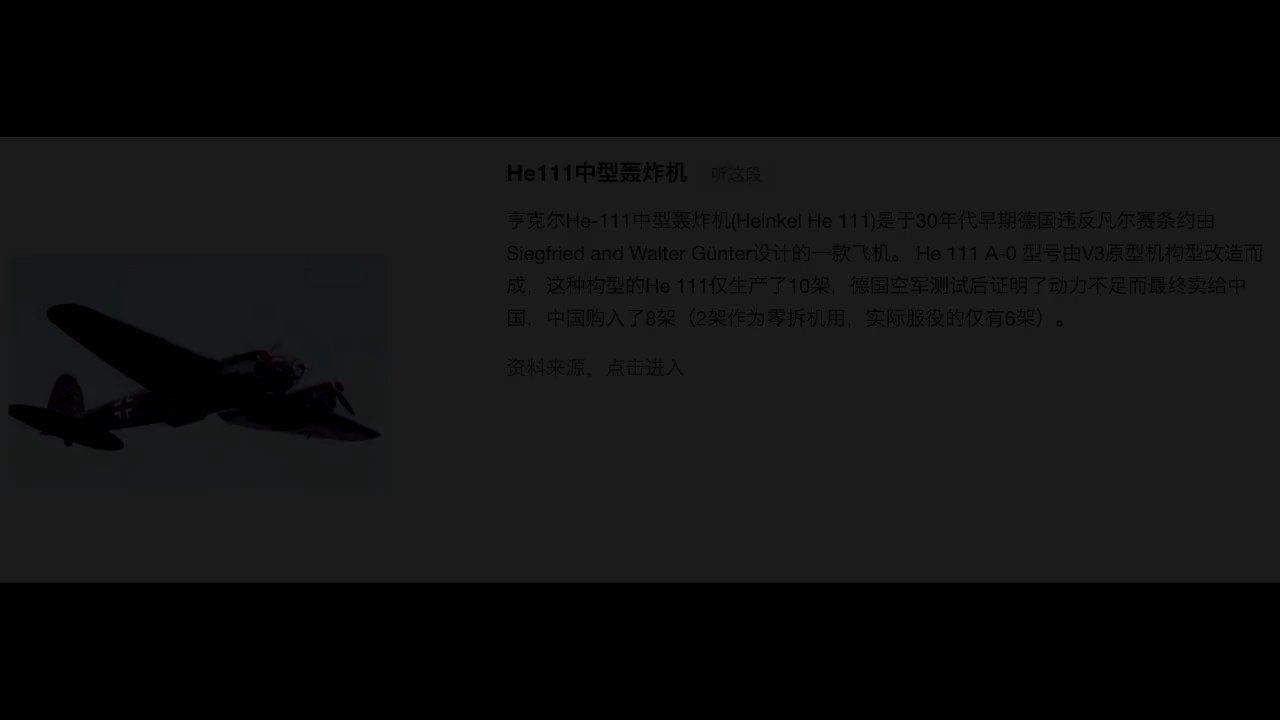 He111中型轰炸机 听这段
亨克尔He-111中型轰炸机(Heinkel He 111)是于30年代早期德国违反凡尔赛条约由
Siegfried and Walter Günter设计的一款飞机。 He 111 A-0 型号由V3原型机构型改造而
成，这种构型的He 111仅生产了10架，德国空军测试后证明了动力不足而最终卖给中
国，中国购入了8架（2架作为零拆机用，实际服役的仅有6架）。
资料来源，点击进入